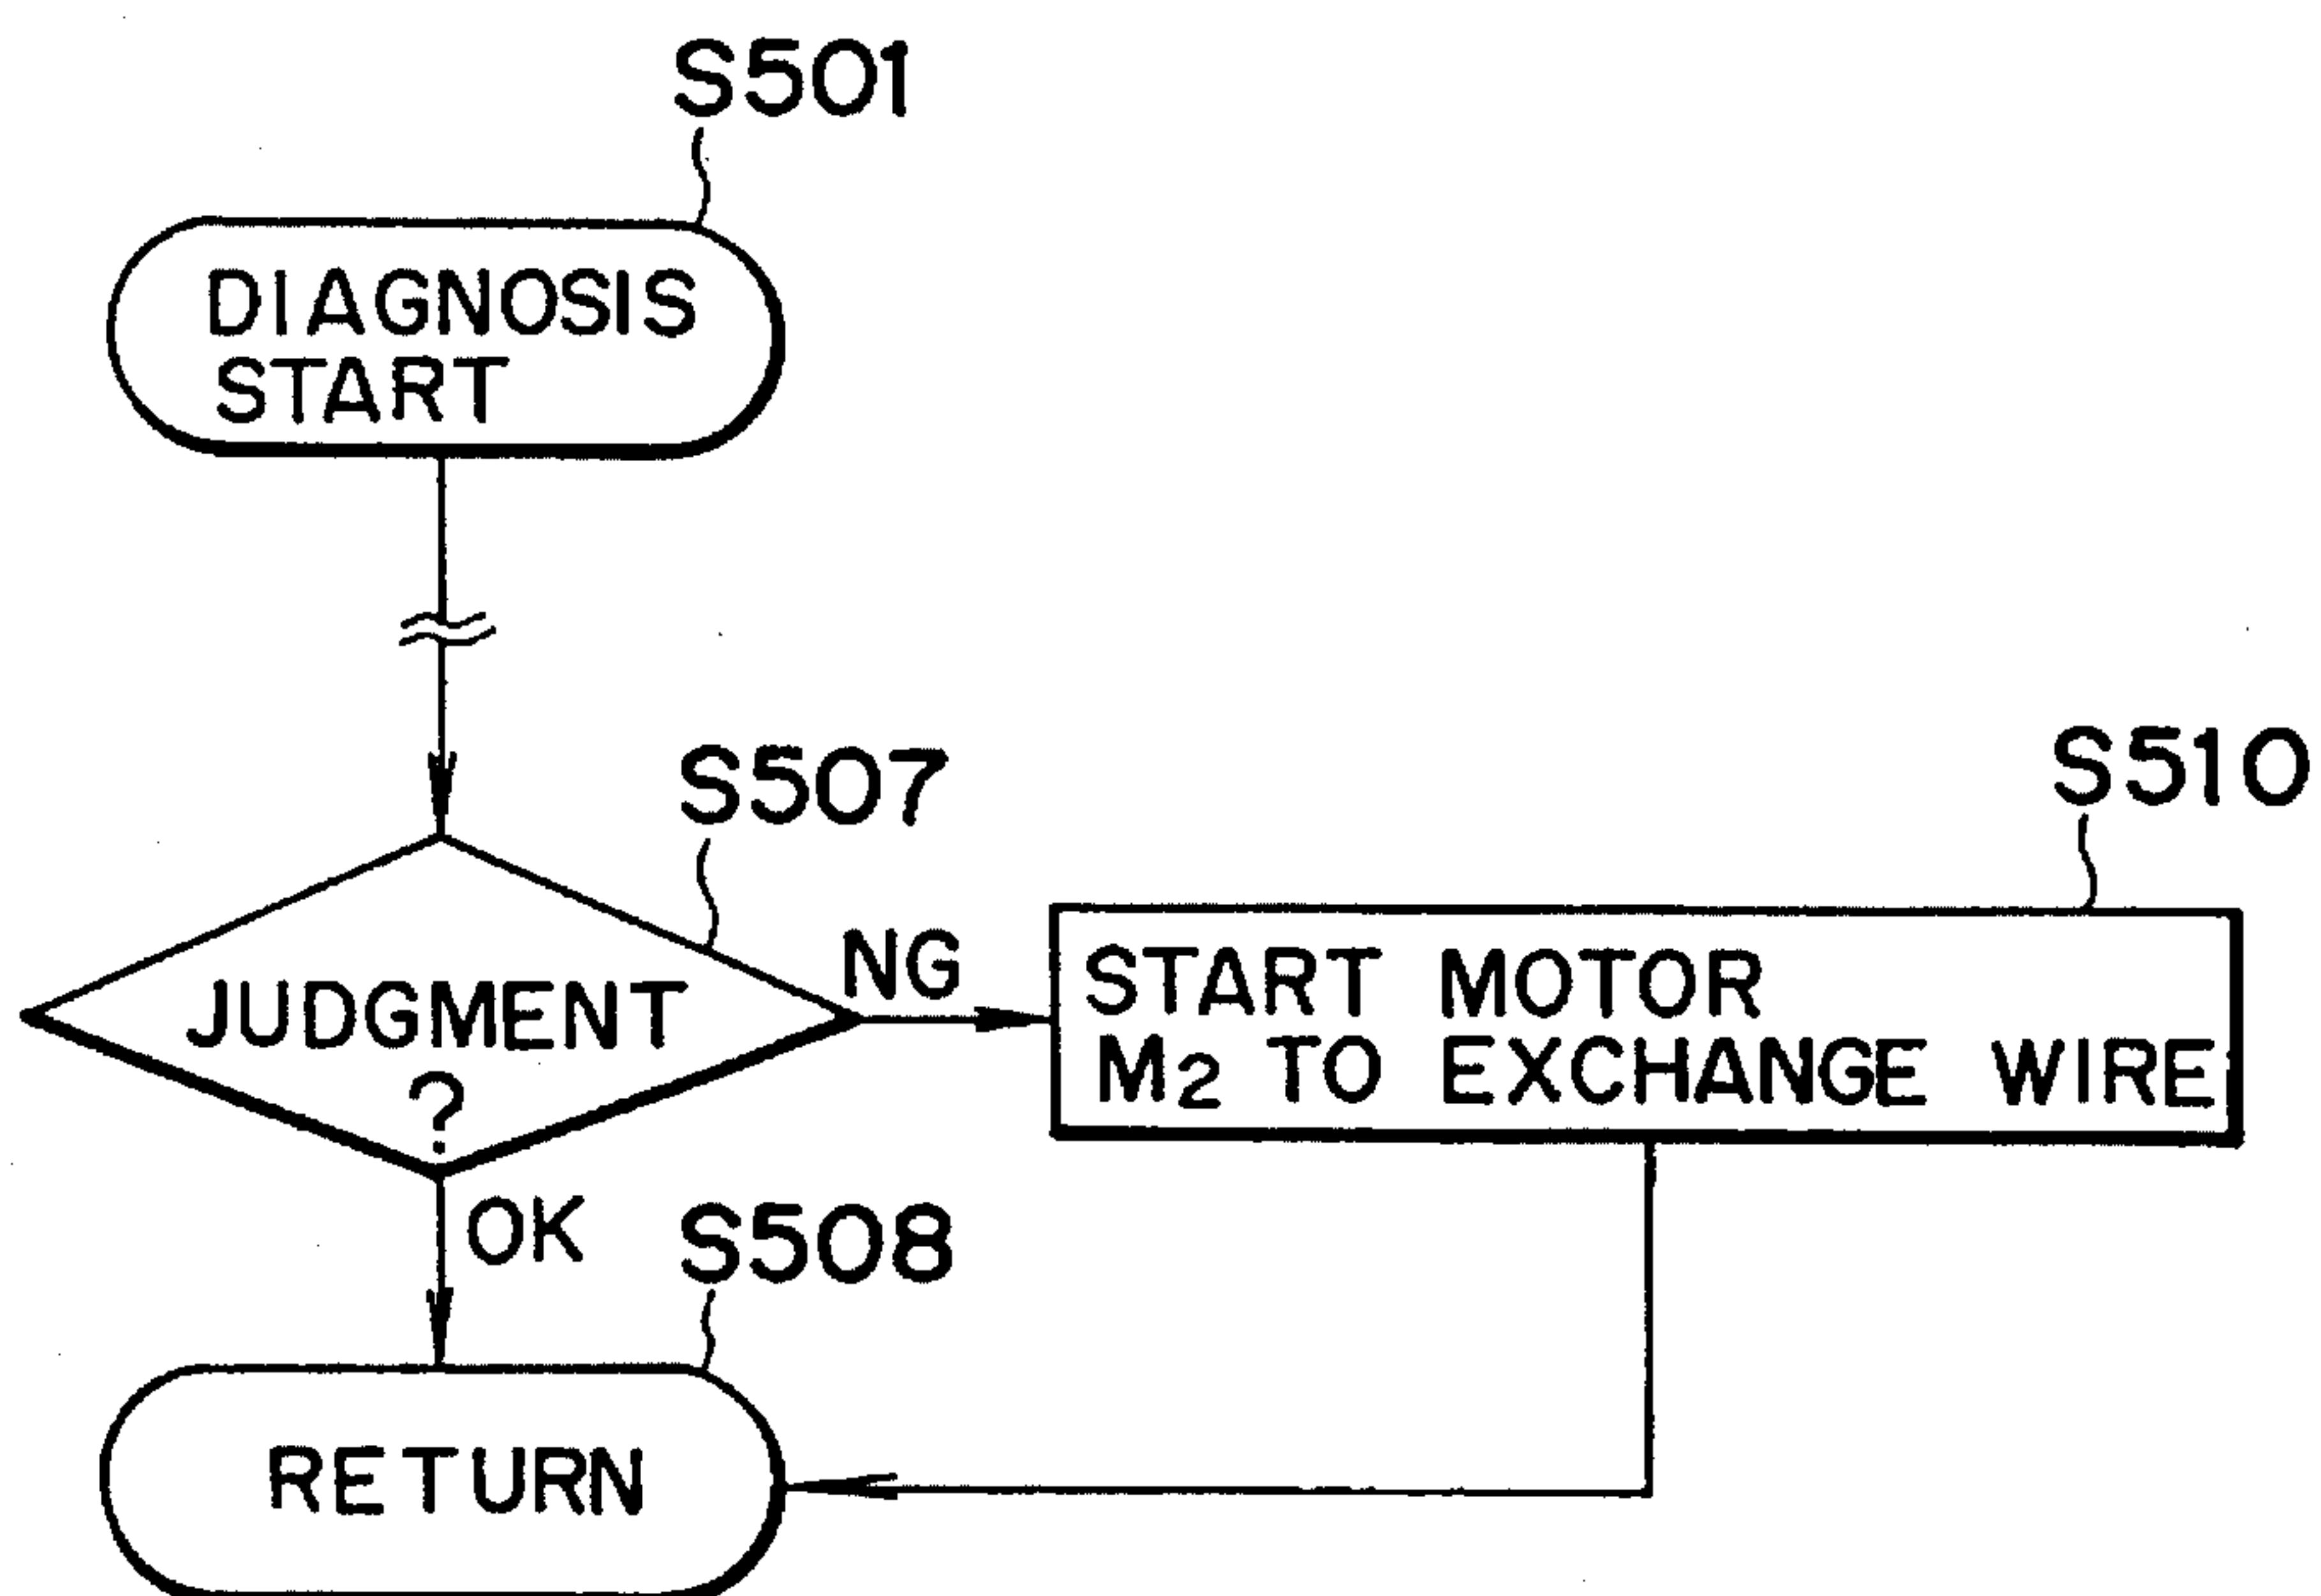 S501
DIAGNOSIS
START
S507
S510
NG
JUDGMENT
?
START MOTOR
M2 TO EXCHANGE WIRE
OK
S508
RETURN